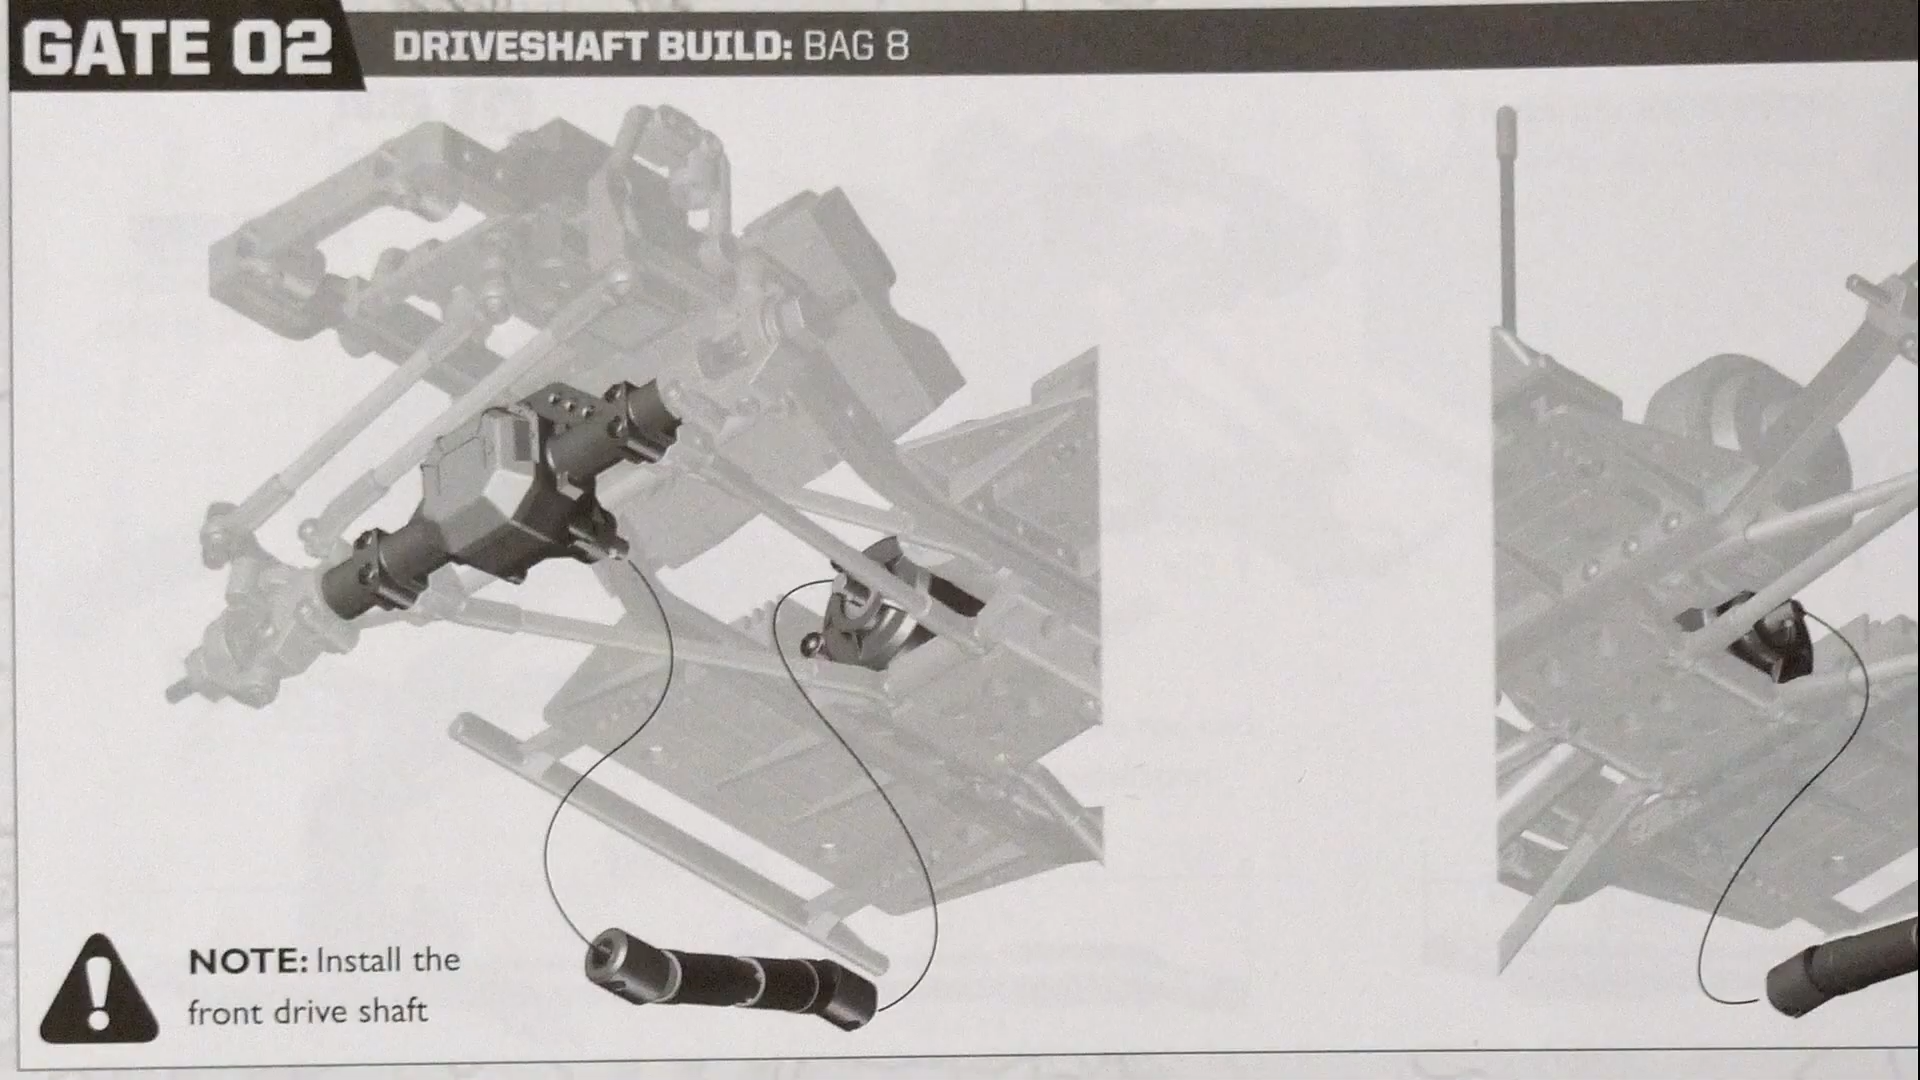 GATE 02
DRIVESHAFT BUILD: BAG 8
NOTE: Install the
front drive shaft